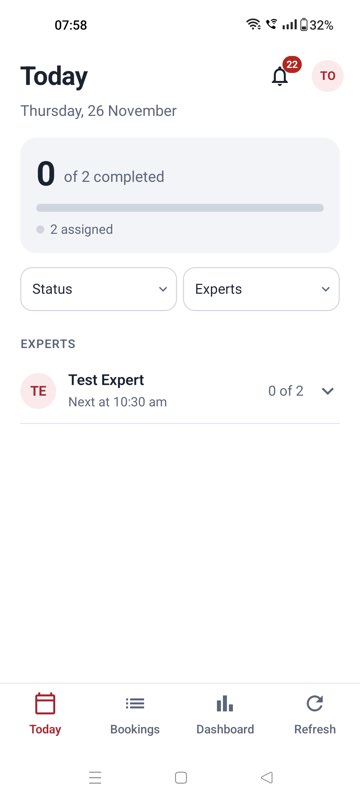 07:58
32%
Today
22
TO
Thursday, 26 November
0 of 2 completed
2 assigned
Status
Experts
EXPERTS
TE
Test Expert
Next at 10:30 am
0 of 2
Today
Bookings
Dashboard
Refresh